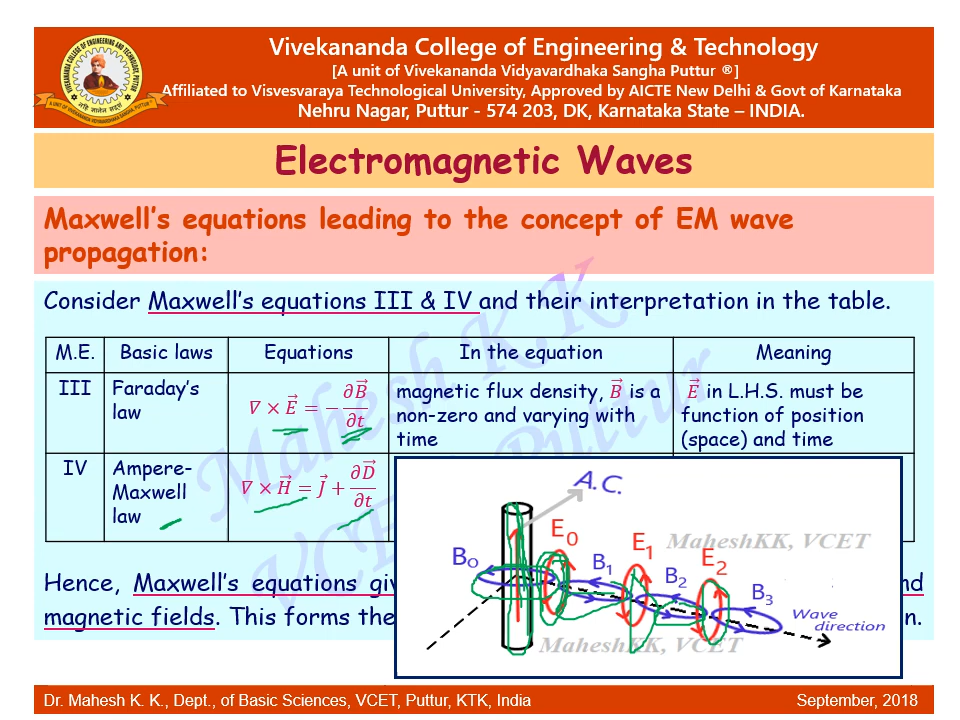 Vivekananda College of Engineering & Technology
[A unit of Vivekananda Vidyavardhaka Sangha Puttur ®]
Affiliated to Visvesvaraya Technological University, Approved by AICTE New Delhi & Govt of Karnataka
Nehru Nagar, Puttur - 574 203, DK, Karnataka State – INDIA.
Electromagnetic Waves
Maxwell's equations leading to the concept of EM wave
propagation:
Consider Maxwell's equations III & IV and their interpretation in the table.
M.E. Basic laws Equations In the equation Meaning
III Faraday's law ∇ × E⃗ = −∂B⃗/∂t magnetic flux density, B⃗ is a non-zero and varying with time E⃗ in L.H.S. must be function of position (space) and time
IV Ampere-Maxwell law ∇ × H⃗ = J⃗ + ∂D⃗/∂t
A.C.
E0 E1 E2
B0 B1 B2 B3
Wave direction
MaheshKK, VCET
MaheshKK, VCET
Hence, Maxwell's equations giv nd
magnetic fields. This forms the n.
Mahesh K. K
VCET Puttur
Dr. Mahesh K. K., Dept., of Basic Sciences, VCET, Puttur, KTK, India September, 2018